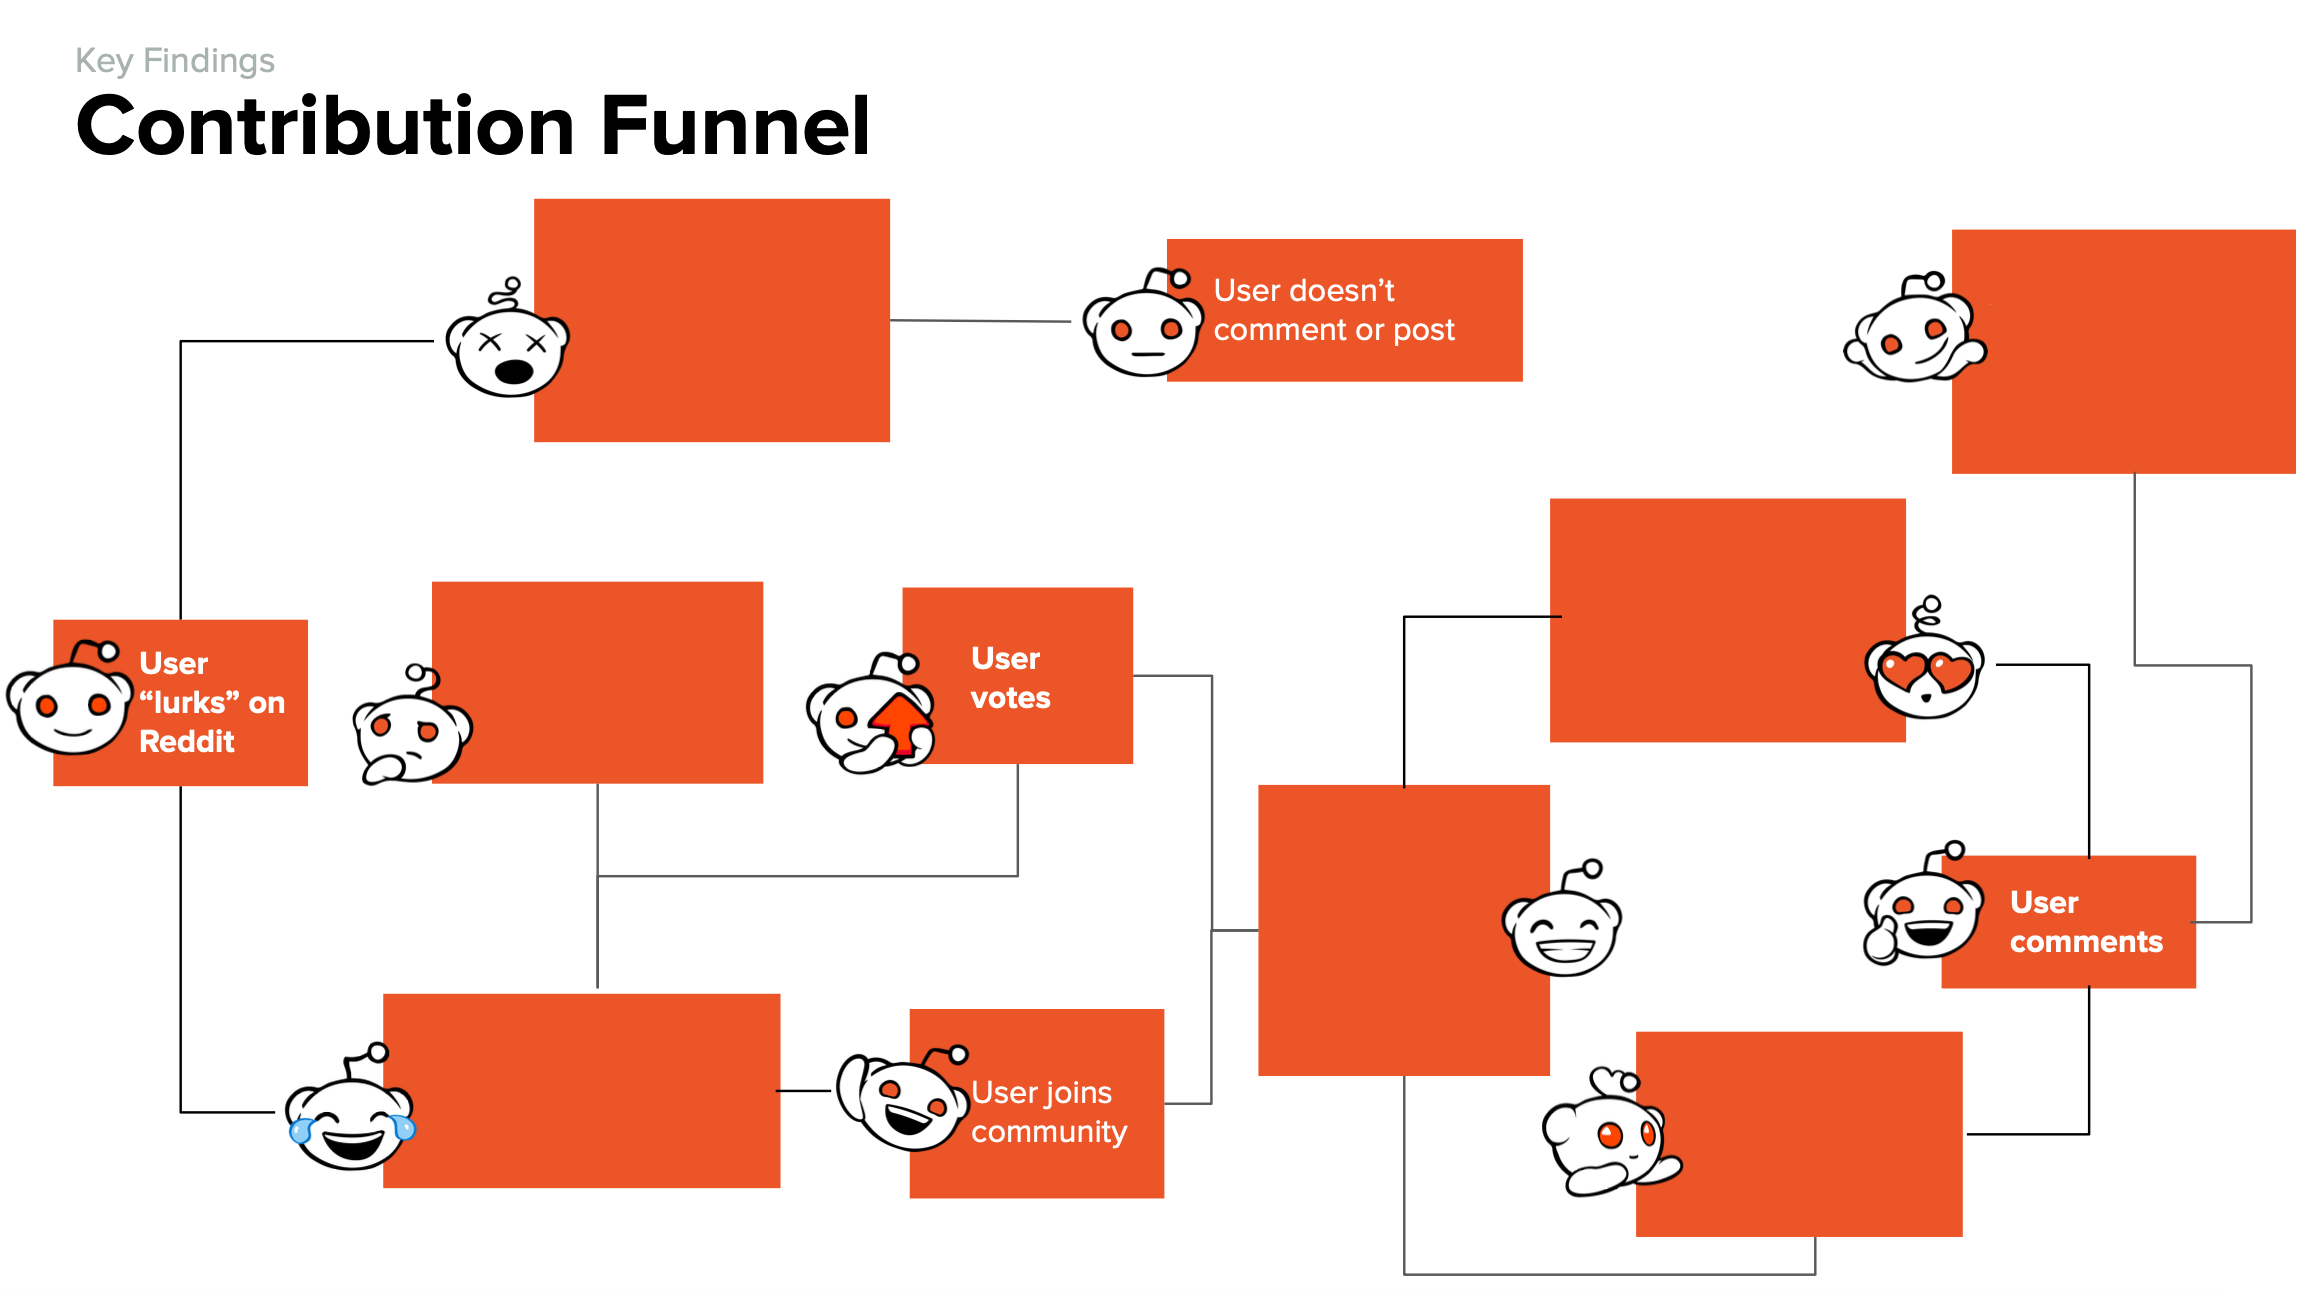 Key Findings
Contribution Funnel
User doesn’t
comment or post
User
“lurks” on
Reddit
User
votes
User
comments
User joins
community